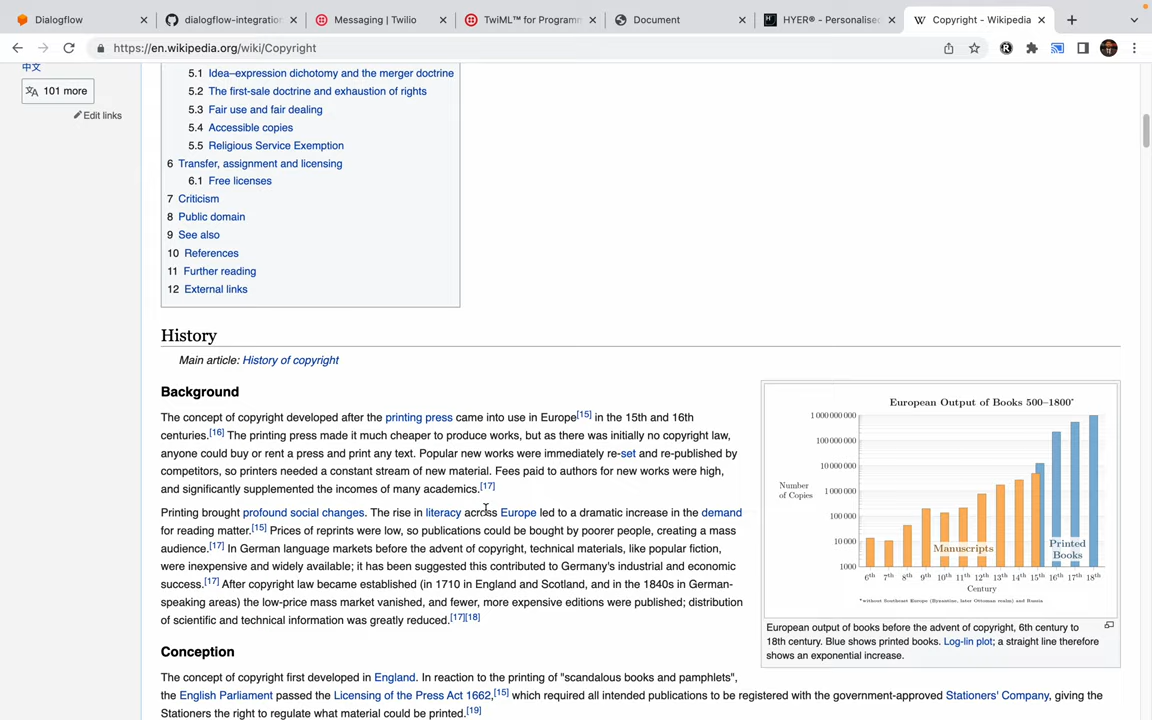 Dialogflow
dialogflow-integration
Messaging | Twilio
TwiML™ for Programm
Document
HYER® - Personalised
Copyright - Wikipedia
https://en.wikipedia.org/wiki/Copyright
中文
101 more
Edit links
5.1 Idea–expression dichotomy and the merger doctrine
5.2 The first-sale doctrine and exhaustion of rights
5.3 Fair use and fair dealing
5.4 Accessible copies
5.5 Religious Service Exemption
6 Transfer, assignment and licensing
6.1 Free licenses
7 Criticism
8 Public domain
9 See also
10 References
11 Further reading
12 External links
History
Main article: History of copyright
Background
The concept of copyright developed after the printing press came into use in Europe[15] in the 15th and 16th
centuries.[16] The printing press made it much cheaper to produce works, but as there was initially no copyright law,
anyone could buy or rent a press and print any text. Popular new works were immediately re-set and re-published by
competitors, so printers needed a constant stream of new material. Fees paid to authors for new works were high,
and significantly supplemented the incomes of many academics.[17]
Printing brought profound social changes. The rise in literacy across Europe led to a dramatic increase in the demand
for reading matter.[15] Prices of reprints were low, so publications could be bought by poorer people, creating a mass
audience.[17] In German language markets before the advent of copyright, technical materials, like popular fiction,
were inexpensive and widely available; it has been suggested this contributed to Germany's industrial and economic
success.[17] After copyright law became established (in 1710 in England and Scotland, and in the 1840s in German-
speaking areas) the low-price mass market vanished, and fewer, more expensive editions were published; distribution
of scientific and technical information was greatly reduced.[17][18]
European Output of Books 500–1800*
1 000 000 000
100 000 000
10 000 000
1 000 000
100 000
10 000
1000
Number
of Copies
Manuscripts
Printed
Books
6th 7th 8th 9th 10th 11th 12th 13th 14th 15th 16th 17th 18th
Century
*without Southeast Europe (Byzantine, later Ottoman realm) and Russia
European output of books before the advent of copyright, 6th century to
18th century. Blue shows printed books. Log-lin plot; a straight line therefore
shows an exponential increase.
Conception
The concept of copyright first developed in England. In reaction to the printing of "scandalous books and pamphlets",
the English Parliament passed the Licensing of the Press Act 1662,[15] which required all intended publications to be registered with the government-approved Stationers' Company, giving the
Stationers the right to regulate what material could be printed.[19]